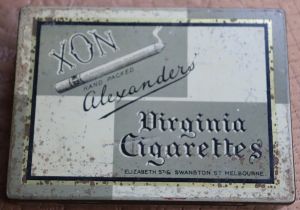 XON
HAND PACKED
Alexanders
Virginia
Cigarettes
ELIZABETH ST & SWANSTON ST MELBOURNE